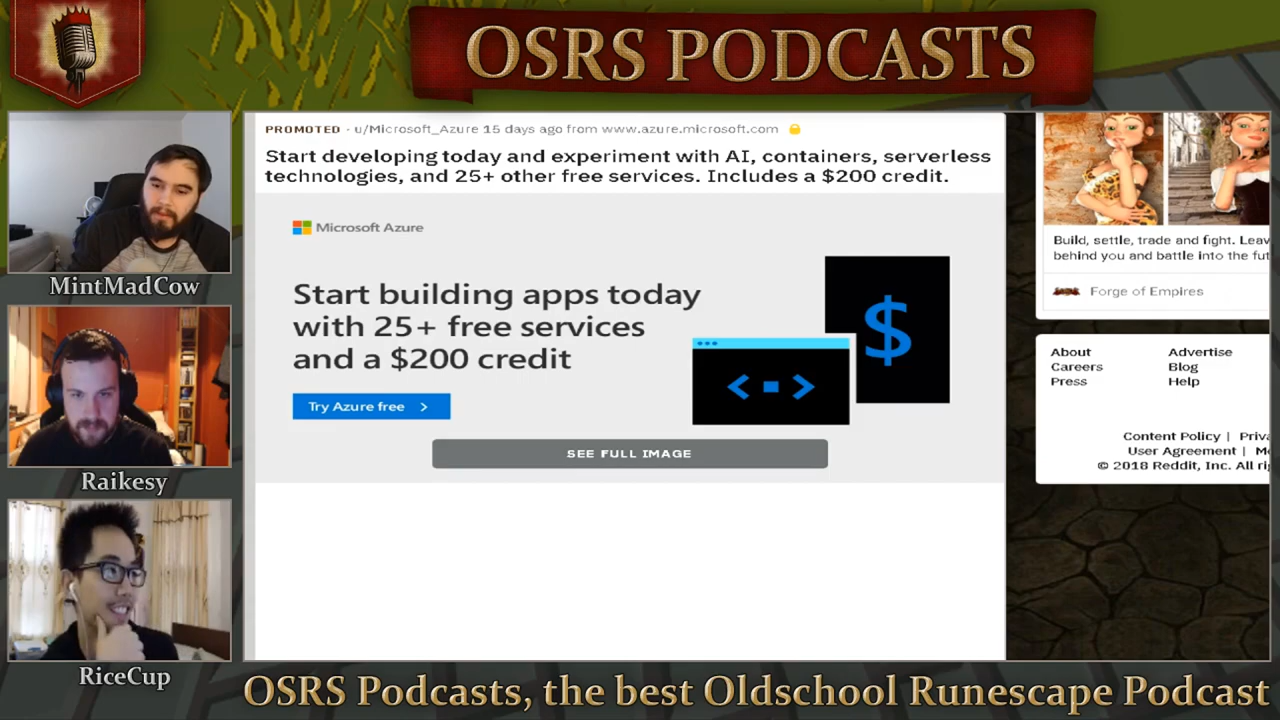 OSRS PODCASTS
MintMadCow
Raikesy
RiceCup
PROMOTED · u/Microsoft_Azure 15 days ago from www.azure.microsoft.com
Start developing today and experiment with AI, containers, serverless
technologies, and 25+ other free services. Includes a $200 credit.
Microsoft Azure
Start building apps today
with 25+ free services
and a $200 credit
Try Azure free >
$
< ▪ >
SEE FULL IMAGE
Build, settle, trade and fight. Leav
behind you and battle into the fut
Forge of Empires
About
Advertise
Careers
Blog
Press
Help
Content Policy | Priva
User Agreement | Mo
© 2018 Reddit, Inc. All ri
OSRS Podcasts, the best Oldschool Runescape Podcast